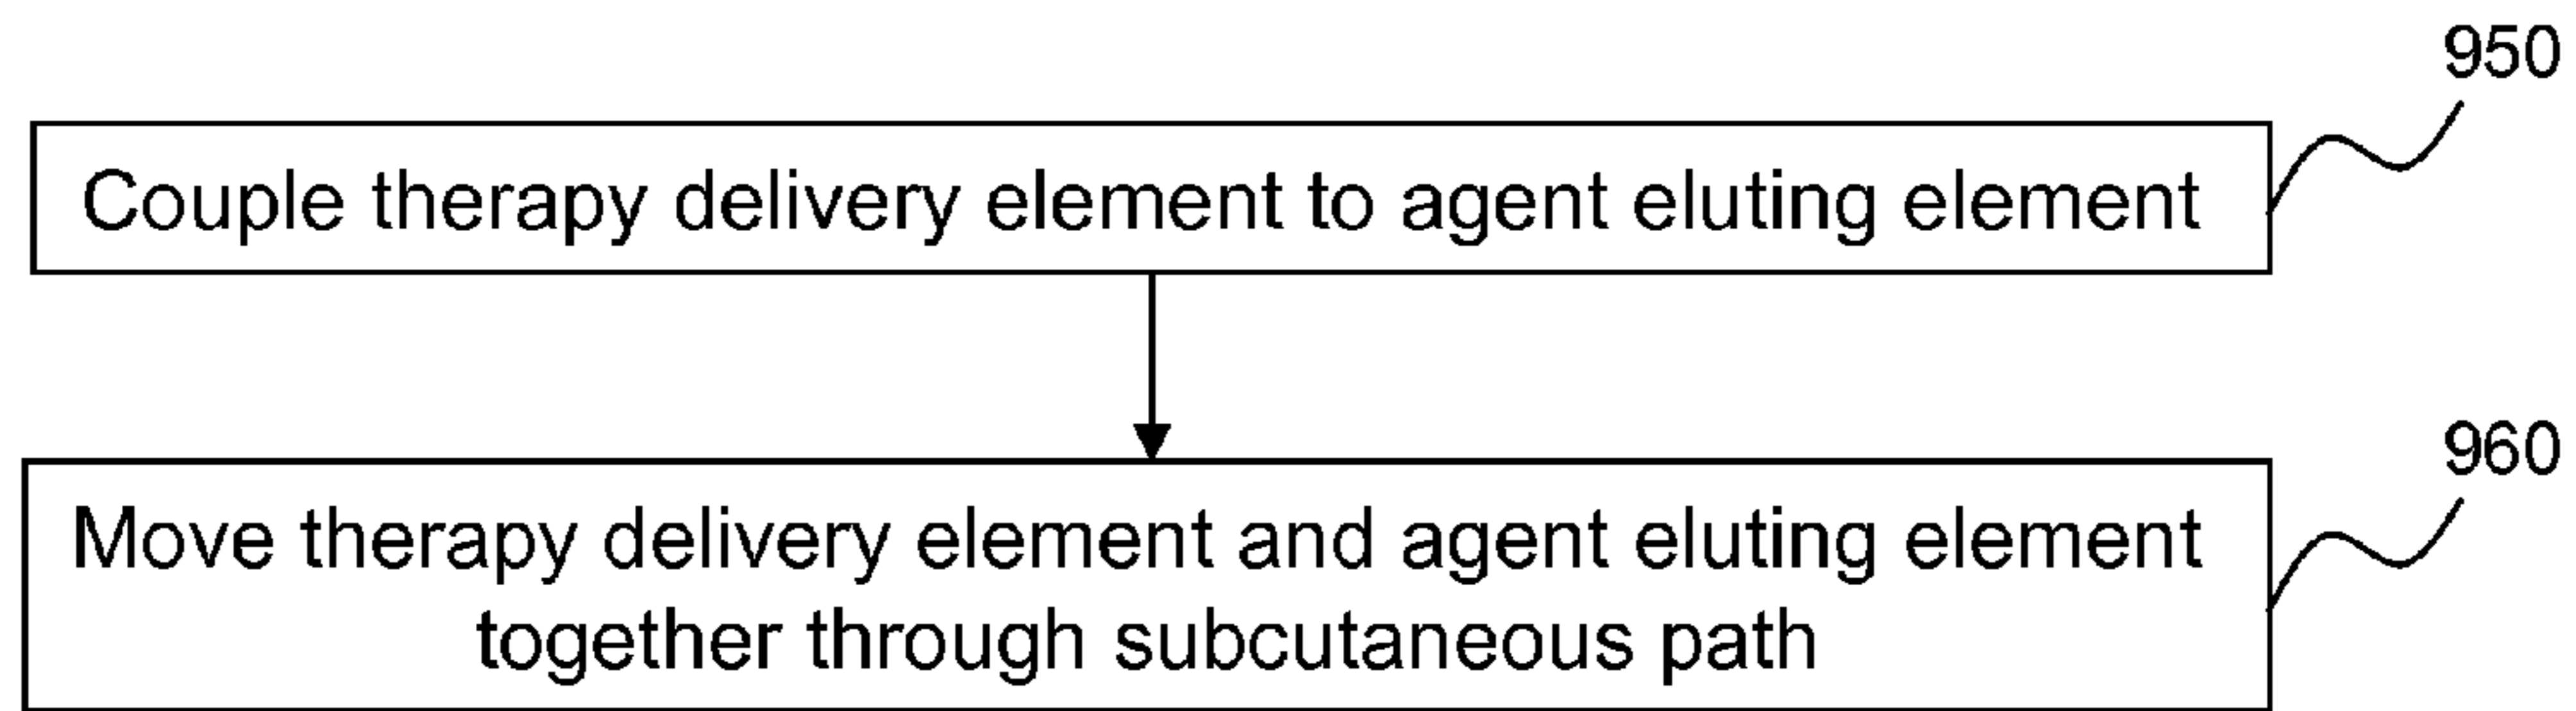 950
Couple therapy delivery element to agent eluting element
960
Move therapy delivery element and agent eluting element
together through subcutaneous path